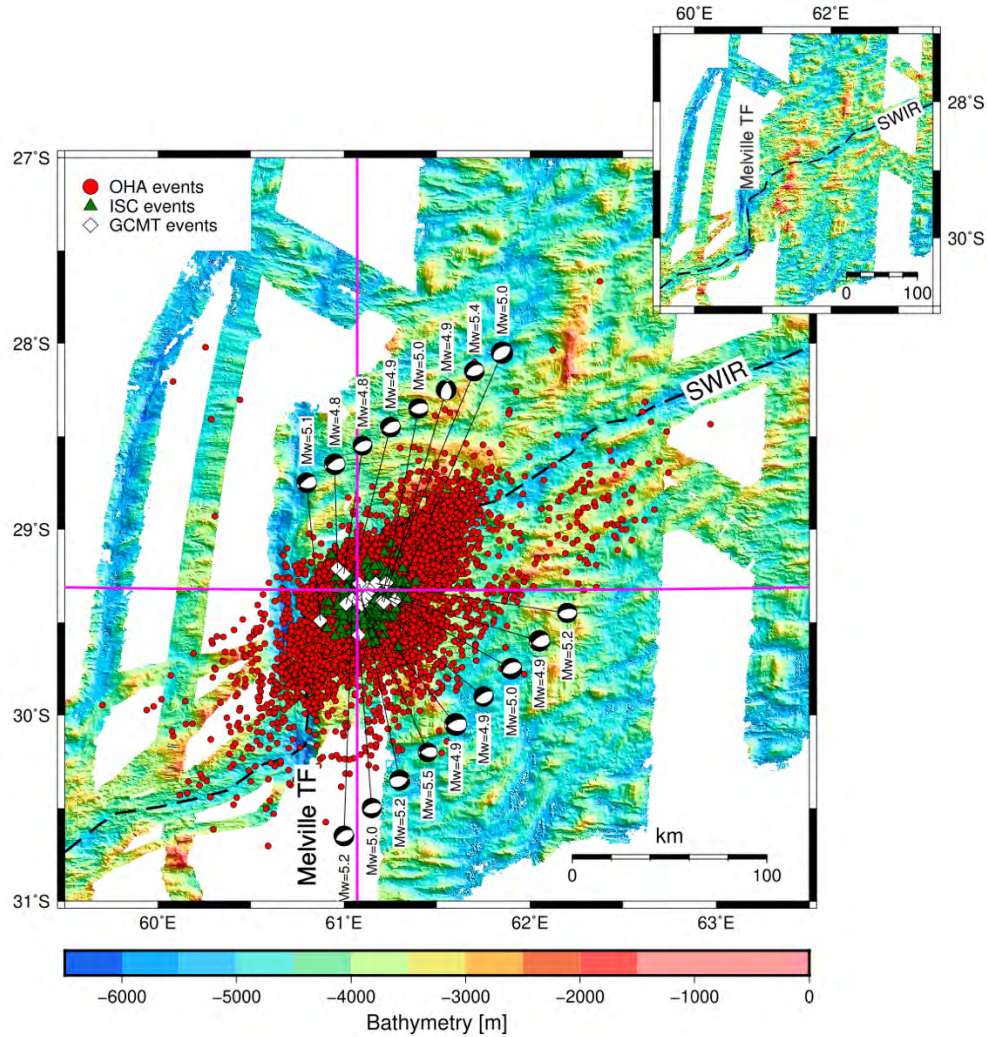 60˚E 62˚E
28˚S
30˚S
Melville TF
SWIR
0 100
27˚S
28˚S
29˚S
30˚S
31˚S
OHA events
ISC events
GCMT events
Mw=5.1
Mw=4.8
Mw=4.8
Mw=4.9
Mw=5.0
Mw=4.9
Mw=5.4
Mw=5.0
SWIR
Mw=5.2
Mw=4.9
Mw=5.0
Mw=4.9
Mw=4.9
Mw=5.5
Mw=5.2
Mw=5.0
Mw=5.2
Melville TF
km
0 100
60˚E 61˚E 62˚E 63˚E
−6000 −5000 −4000 −3000 −2000 −1000 0
Bathymetry [m]